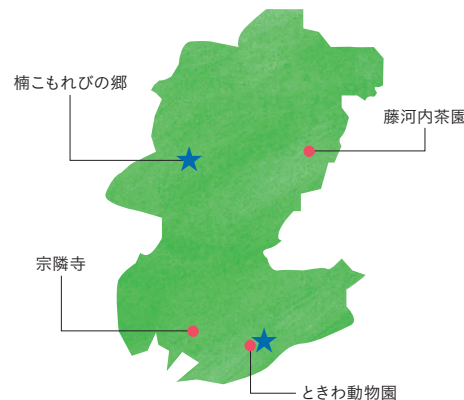 楠こもれびの郷
藤河内茶園
宗隣寺
ときわ動物園